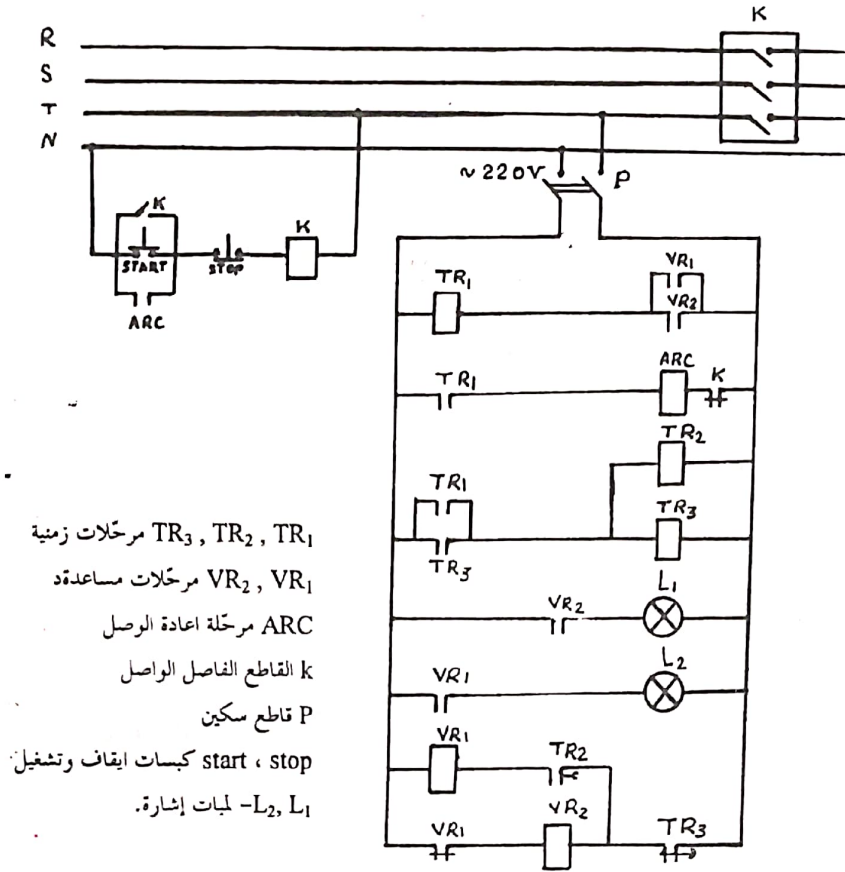 K
R
S
T
N
~220V
P
K
START
STOP
K
ARC
TR1
VR1
VR2
TR1
ARC
K
TR2
TR1
TR3
TR3
VR2
L1
VR1
L2
VR1
TR2
VR1
VR2
TR3
TR3 , TR2 , TR1 مرحّلات زمنية
VR2 , VR1 مرحّلات مساعدةد
ARC مرحّلة اعادة الوصل
k القاطع الفاصل الواصل
P قاطع سكين
start ، stop كبسات ايقاف وتشغيل
L2, L1– لمبات إشارة.